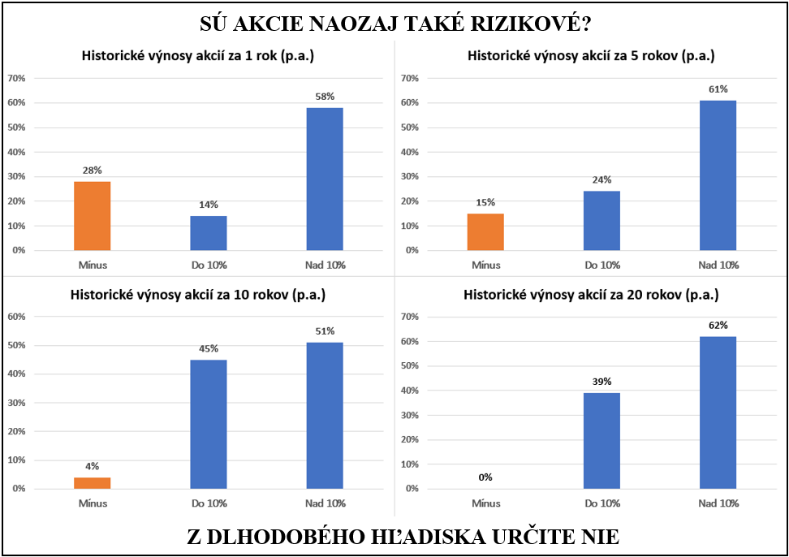 SÚ AKCIE NAOZAJ TAKÉ RIZIKOVÉ?
Historické výnosy akcií za 1 rok (p.a.)
70%
60%
50%
40%
30%
20%
10%
0%
28%
14%
58%
Mínus
Do 10%
Nad 10%
Historické výnosy akcií za 5 rokov (p.a.)
70%
60%
50%
40%
30%
20%
10%
0%
15%
24%
61%
Mínus
Do 10%
Nad 10%
Historické výnosy akcií za 10 rokov (p.a.)
60%
50%
40%
30%
20%
10%
0%
4%
45%
51%
Mínus
Do 10%
Nad 10%
Historické výnosy akcií za 20 rokov (p.a.)
70%
60%
50%
40%
30%
20%
10%
0%
0%
39%
62%
Mínus
Do 10%
Nad 10%
Z DLHODOBÉHO HĽADISKA URČITE NIE